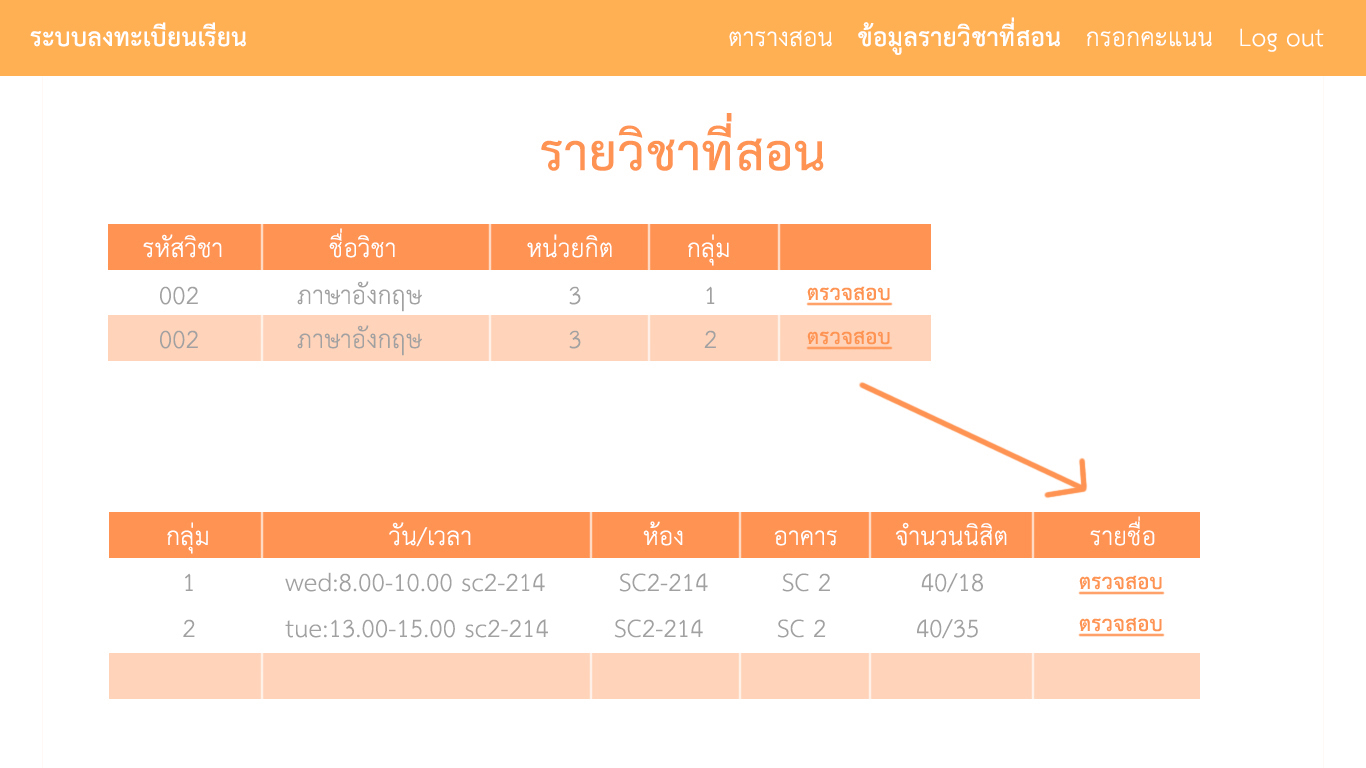 ระบบลงทะเบียนเรียน ตารางสอน ข้อมูลรายวิชาที่สอน กรอกคะแนน Log out
รายวิชาที่สอน
รหัสวิชา ชื่อวิชา หน่วยกิต กลุ่ม
002 ภาษาอังกฤษ 3 1 ตรวจสอบ
002 ภาษาอังกฤษ 3 2 ตรวจสอบ
กลุ่ม วัน/เวลา ห้อง อาคาร จำนวนนิสิต รายชื่อ
1 wed:8.00-10.00 sc2-214 SC2-214 SC 2 40/18 ตรวจสอบ
2 tue:13.00-15.00 sc2-214 SC2-214 SC 2 40/35 ตรวจสอบ